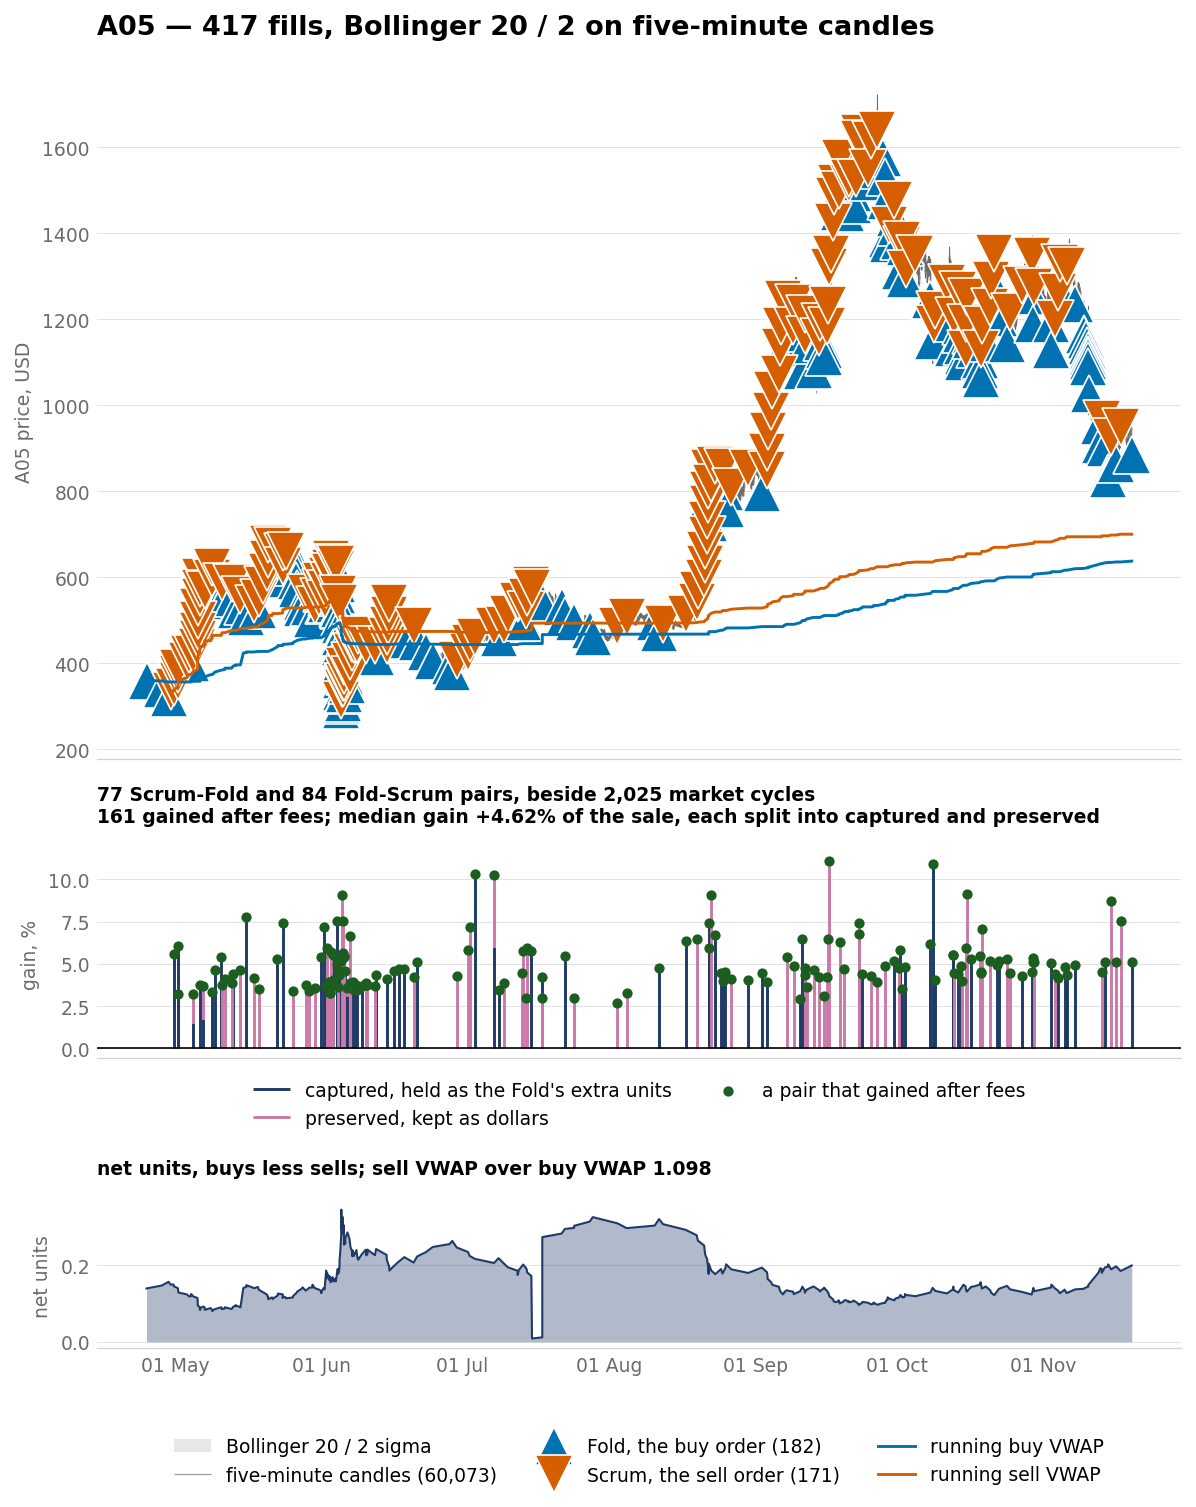 A05 — 417 fills, Bollinger 20 / 2 on five-minute candles
A05 price, USD
1600
1400
1200
1000
800
600
400
200
77 Scrum-Fold and 84 Fold-Scrum pairs, beside 2,025 market cycles
161 gained after fees; median gain +4.62% of the sale, each split into captured and preserved
gain, %
10.0
7.5
5.0
2.5
0.0
captured, held as the Fold's extra units
preserved, kept as dollars
a pair that gained after fees
net units, buys less sells; sell VWAP over buy VWAP 1.098
net units
0.2
0.0
01 May
01 Jun
01 Jul
01 Aug
01 Sep
01 Oct
01 Nov
Bollinger 20 / 2 sigma
five-minute candles (60,073)
Fold, the buy order (182)
Scrum, the sell order (171)
running buy VWAP
running sell VWAP